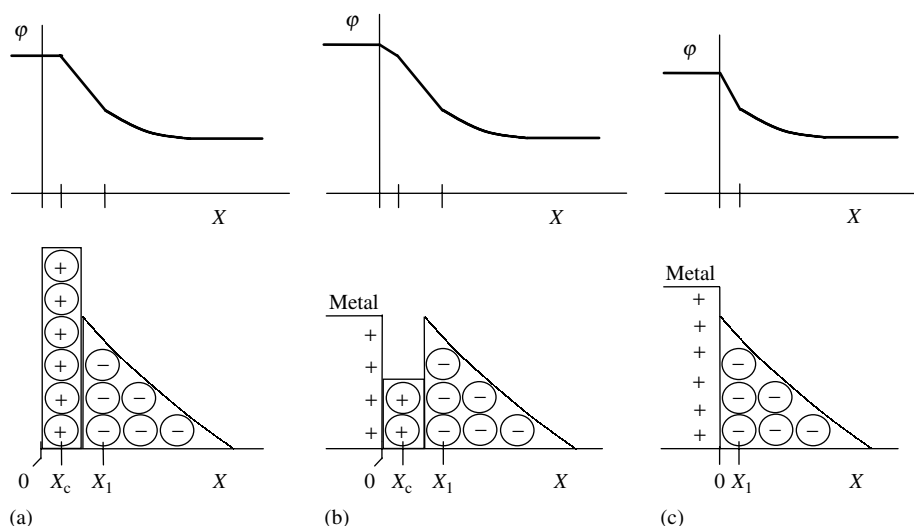 φ
X
φ
X
φ
X
+
+
+
+
+
+
− −
− − −
−
0 X_c X_1 X
(a)
Metal
+
+
+
+
+
+
−
− −
− − −
0 X_c X_1 X
(b)
Metal
+
+
+
+
+
+
−
− −
− − −
0 X_1 X
(c)